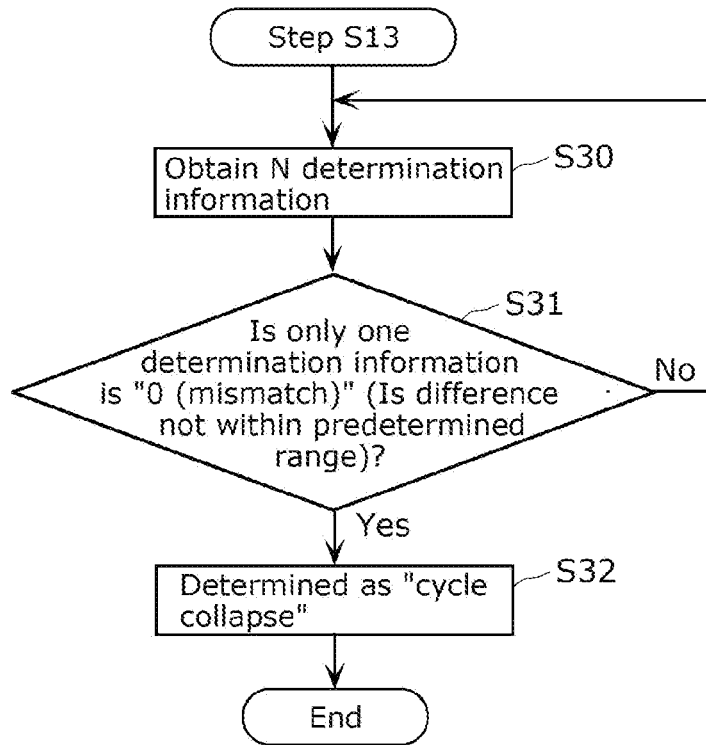 Step S13
Obtain N determination
information
S30
S31
Is only one
determination information
is "0 (mismatch)" (Is difference
not within predetermined
range)?
No
Yes
Determined as "cycle
collapse"
S32
End